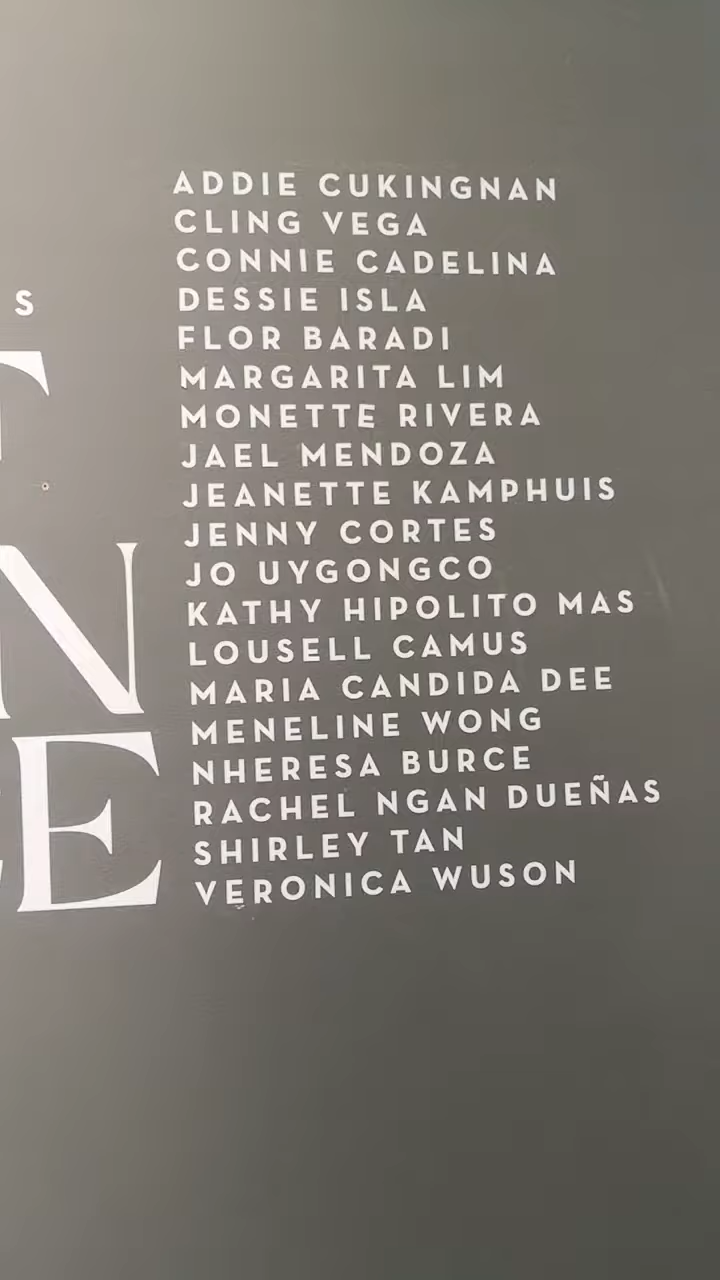 S
N
E
ADDIE CUKINGNAN
CLING VEGA
CONNIE CADELINA
DESSIE ISLA
FLOR BARADI
MARGARITA LIM
MONETTE RIVERA
JAEL MENDOZA
JEANETTE KAMPHUIS
JENNY CORTES
JO UYGONGCO
KATHY HIPOLITO MAS
LOUSELL CAMUS
MARIA CANDIDA DEE
MENELINE WONG
NHERESA BURCE
RACHEL NGAN DUEÑAS
SHIRLEY TAN
VERONICA WUSON